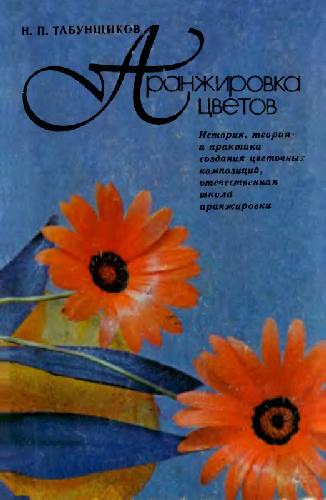 Н. П. ТАБУНЩИКОВ
Аранжировка
цветов
История, теория
и практика
создания цветочных
композиций,
отечественная
школа
аранжировки